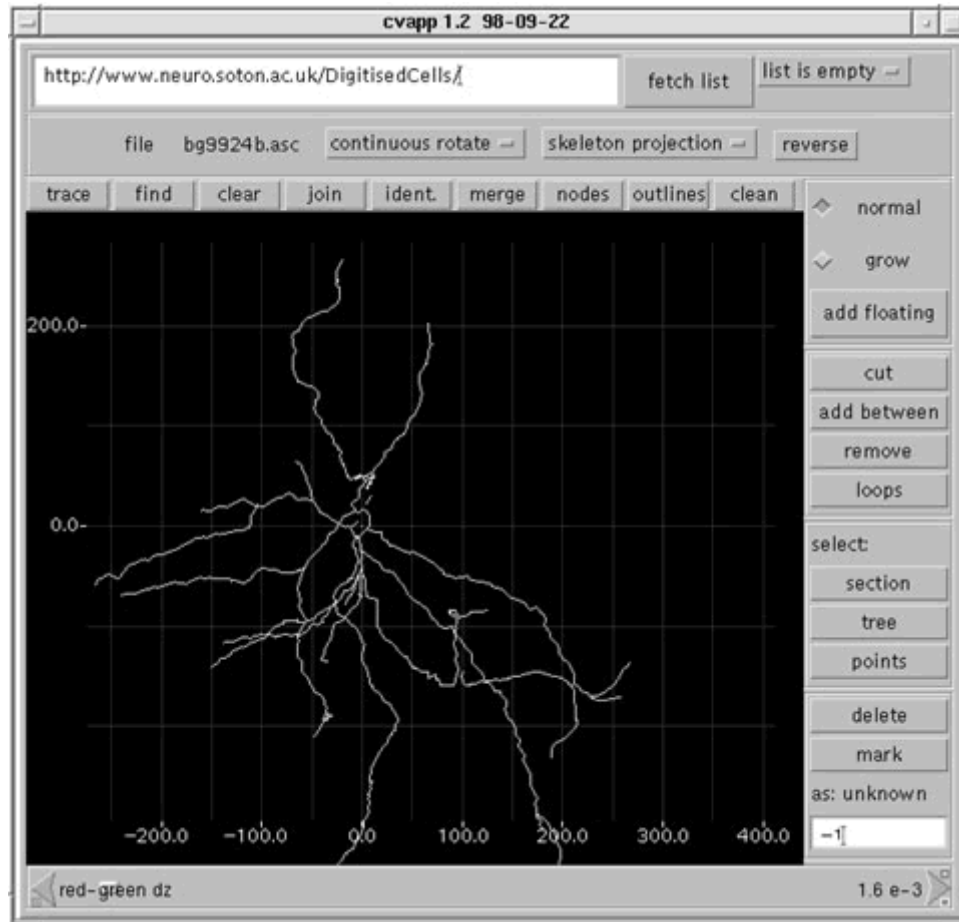 cvapp 1.2 98-09-22
http://www.neuro.soton.ac.uk/DigitisedCells/
fetch list
list is empty
file bg9924b.asc continuous rotate skeleton projection reverse
trace find clear join ident. merge nodes outlines clean
normal
grow
add floating
200.0-
cut
add between
remove
loops
0.0-
select:
section
tree
points
delete
mark
as: unknown
-200.0 -100.0 0.0 100.0 200.0 300.0 400.0
-1
red-green dz 1.6 e-3